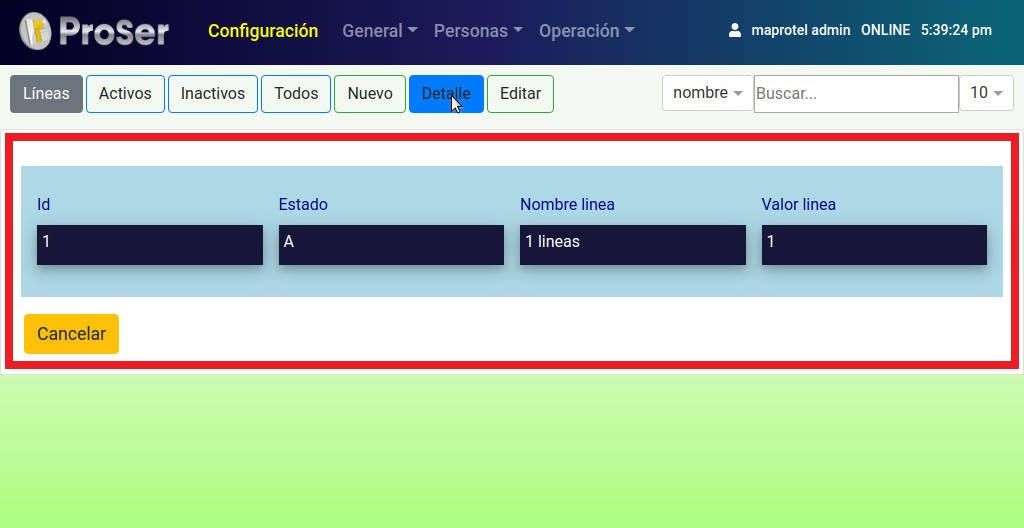 ProSer Configuración General Personas Operación maprotel admin ONLINE 5:39:24 pm
Líneas Activos Inactivos Todos Nuevo Detalle Editar nombre Buscar... 10
Id Estado Nombre linea Valor linea
1 A 1 lineas 1
Cancelar